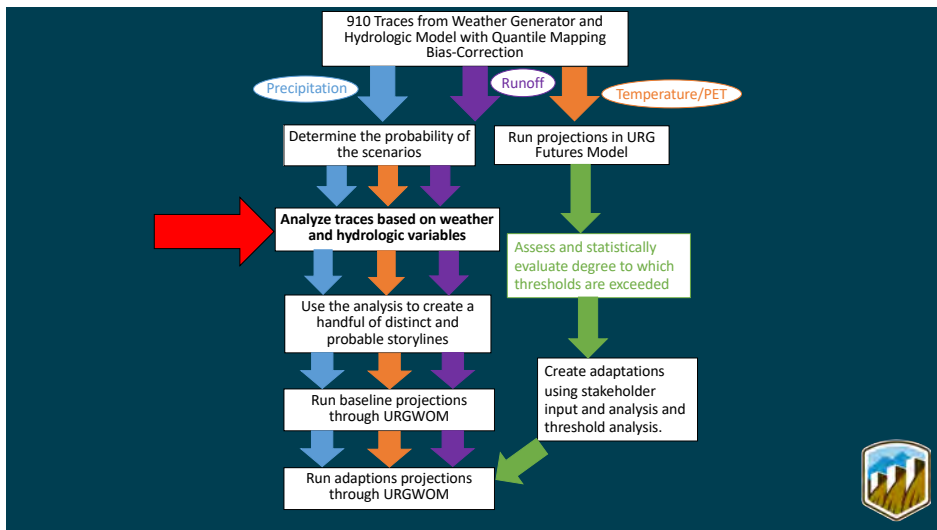 910 Traces from Weather Generator and
Hydrologic Model with Quantile Mapping
Bias-Correction
Precipitation
Runoff
Temperature/PET
Determine the probability of
the scenarios
Run projections in URG
Futures Model
Analyze traces based on weather
and hydrologic variables
Assess and statistically
evaluate degree to which
thresholds are exceeded
Use the analysis to create a
handful of distinct and
probable storylines
Create adaptations
using stakeholder
input and analysis and
threshold analysis.
Run baseline projections
through URGWOM
Run adaptions projections
through URGWOM